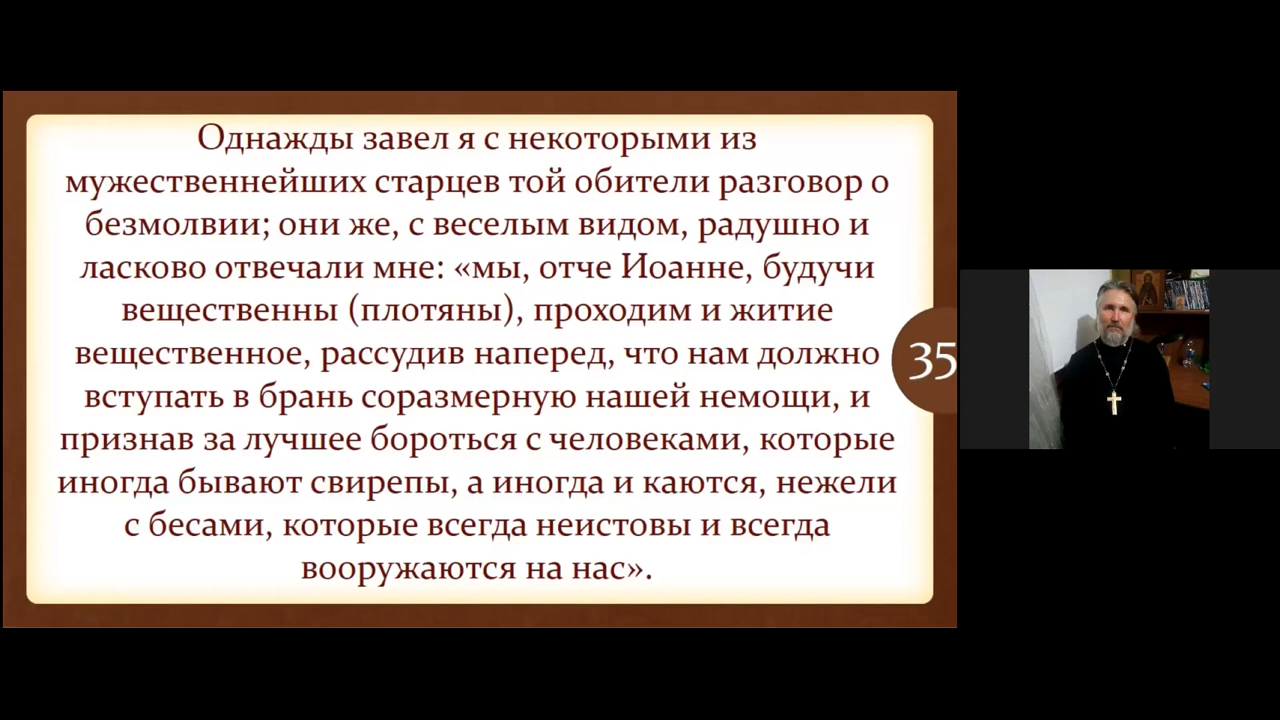 Однажды завел я с некоторыми из
мужественнейших старцев той обители разговор о
безмолвии; они же, с веселым видом, радушно и
ласково отвечали мне: «мы, отче Иоанне, будучи
вещественны (плотяны), проходим и житие
вещественное, рассудив наперед, что нам должно
вступать в брань соразмерную нашей немощи, и
признав за лучшее бороться с человеками, которые
иногда бывают свирепы, а иногда и каются, нежели
с бесами, которые всегда неистовы и всегда
вооружаются на нас».
35